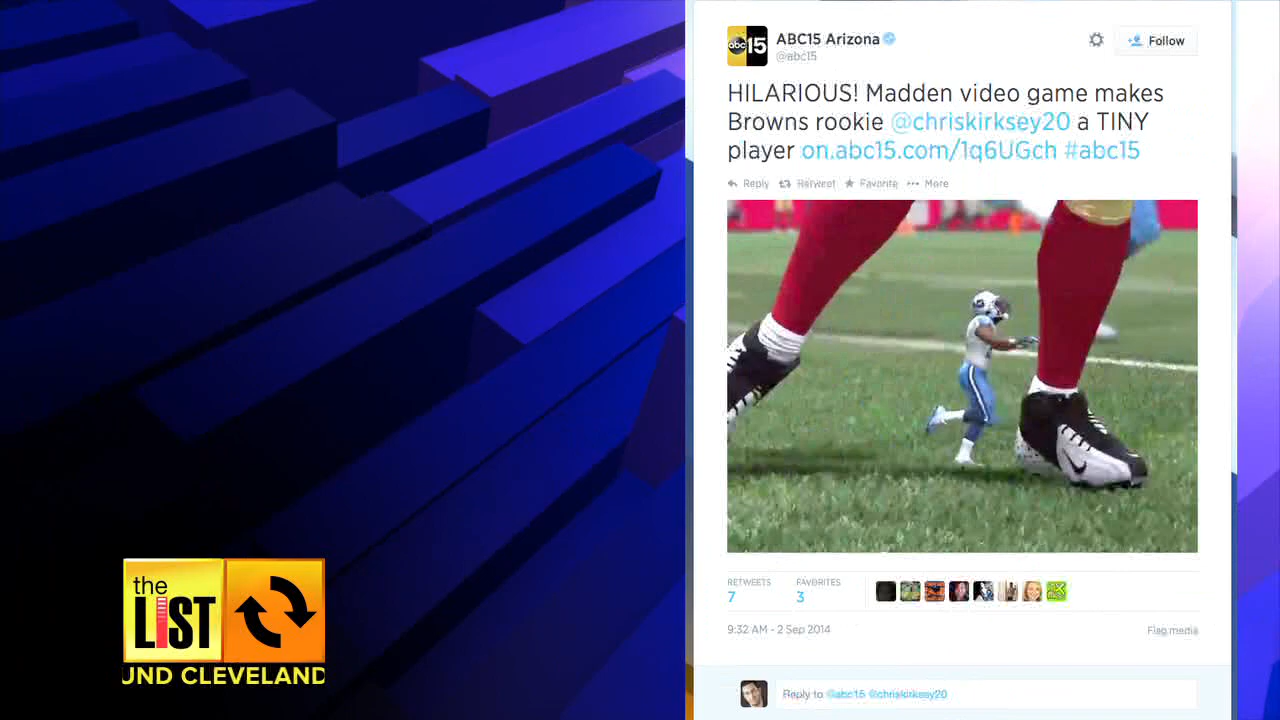 abc 15
ABC15 Arizona
@abc15
Follow
HILARIOUS! Madden video game makes
Browns rookie @chriskirksey20 a TINY
player on.abc15.com/1q6UGch #abc15
Reply Retweet Favorite More
RETWEETS FAVORITES
7 3
9:32 AM - 2 Sep 2014
Flag media
Reply to @abc15 @chriskirksey20
the
LIST
UND CLEVELAND